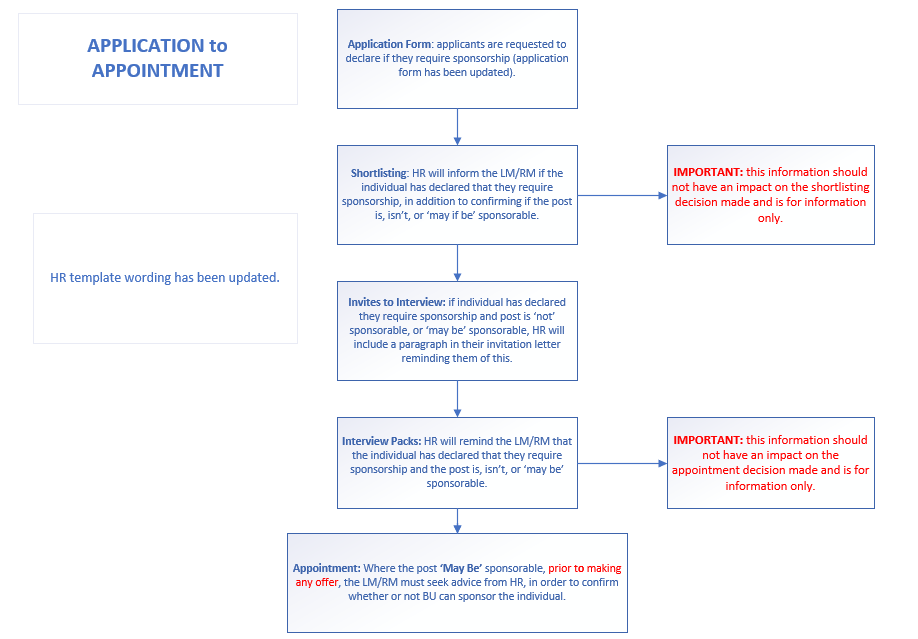 APPLICATION to
APPOINTMENT
Application Form: applicants are requested to
declare if they require sponsorship (application
form has been updated).
Shortlisting: HR will inform the LM/RM if the
individual has declared that they require
sponsorship, in addition to confirming if the post
is, isn't, or 'may if be' sponsorable.
IMPORTANT: this information should
not have an impact on the shortlisting
decision made and is for information
only.
HR template wording has been updated.
Invites to Interview: if individual has declared
they require sponsorship and post is 'not'
sponsorable, or 'may be' sponsorable, HR will
include a paragraph in their invitation letter
reminding them of this.
Interview Packs: HR will remind the LM/RM that
the individual has declared that they require
sponsorship and the post is, isn't, or 'may be'
sponsorable.
IMPORTANT: this information should
not have an impact on the
appointment decision made and is for
information only.
Appointment: Where the post 'May Be' sponsorable, prior to making
any offer, the LM/RM must seek advice from HR, in order to confirm
whether or not BU can sponsor the individual.